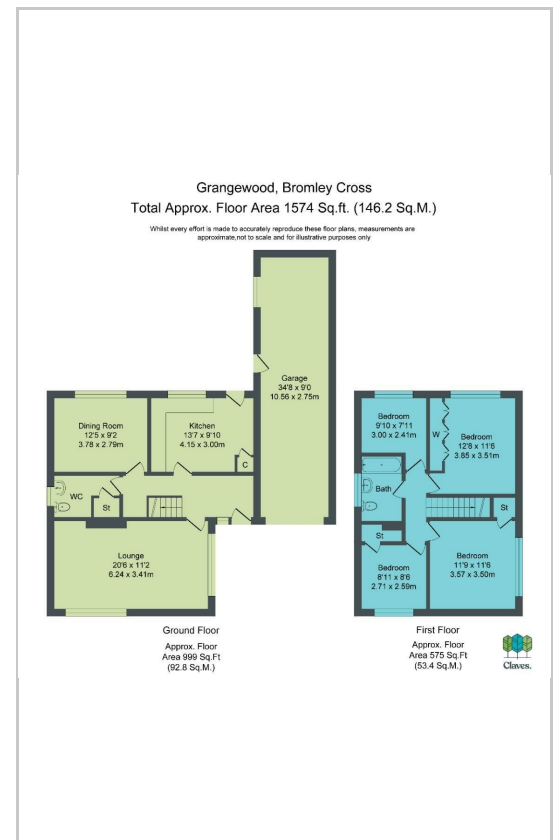 Grangewood, Bromley Cross
Total Approx. Floor Area 1574 Sq.ft. (146.2 Sq.M.)
Whilst every effort is made to accurately reproduce these floor plans, measurements are
approximate,not to scale and for illustrative purposes only
Garage
34'8 x 9'0
10.56 x 2.75m
Dining Room
12'5 x 9'2
3.78 x 2.79m
Kitchen
13'7 x 9'10
4.15 x 3.00m
C
WC
St
Lounge
20'6 x 11'2
6.24 x 3.41m
Ground Floor
Approx. Floor
Area 999 Sq.Ft
(92.8 Sq.M.)
Bedroom
9'10 x 7'11
3.00 x 2.41m
W
Bedroom
12'8 x 11'6
3.85 x 3.51m
Bath
St
St
Bedroom
8'11 x 8'6
2.71 x 2.59m
Bedroom
11'9 x 11'6
3.57 x 3.50m
First Floor
Approx. Floor
Area 575 Sq.Ft
(53.4 Sq.M.)
Claves.